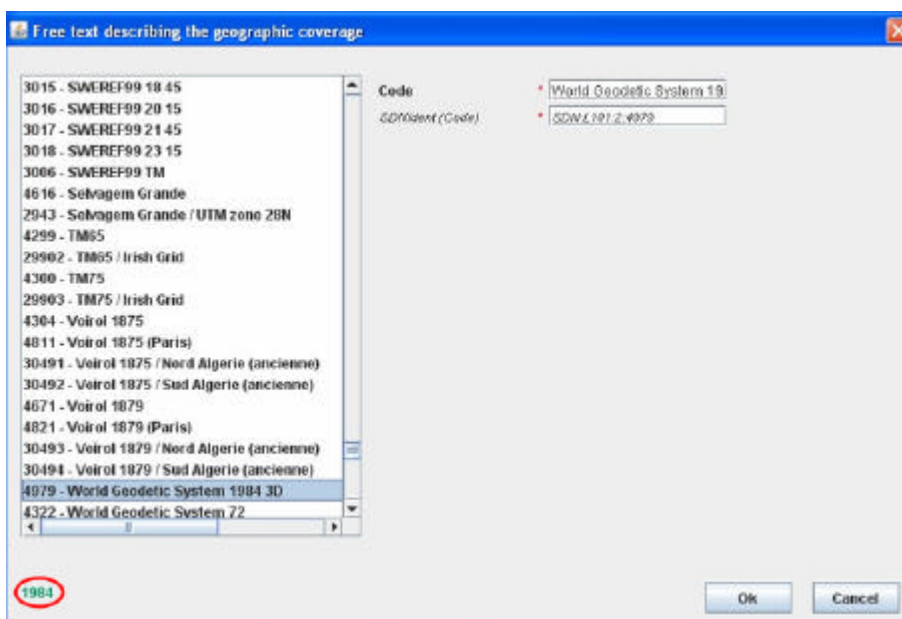 Free text describing the geographic coverage
3015 - SWEREF99 18 45
3016 - SWEREF99 20 15
3017 - SWEREF99 21 45
3018 - SWEREF99 23 15
3006 - SWEREF99 TM
4616 - Selvagem Grande
2943 - Selvagem Grande / UTM zone 28N
4299 - TM65
29902 - TM65 / Irish Grid
4300 - TM75
29903 - TM75 / Irish Grid
4304 - Voirol 1875
4811 - Voirol 1875 (Paris)
30491 - Voirol 1875 / Nord Algerie (ancienne)
30492 - Voirol 1875 / Sud Algerie (ancienne)
4671 - Voirol 1879
4821 - Voirol 1879 (Paris)
30493 - Voirol 1879 / Nord Algerie (ancienne)
30494 - Voirol 1879 / Sud Algerie (ancienne)
4979 - World Geodetic System 1984 3D
4322 - World Geodetic System 72
Code * World Geodetic System 19
SDNIdent (Code) * SDN:L101:2:4979
1984
Ok Cancel